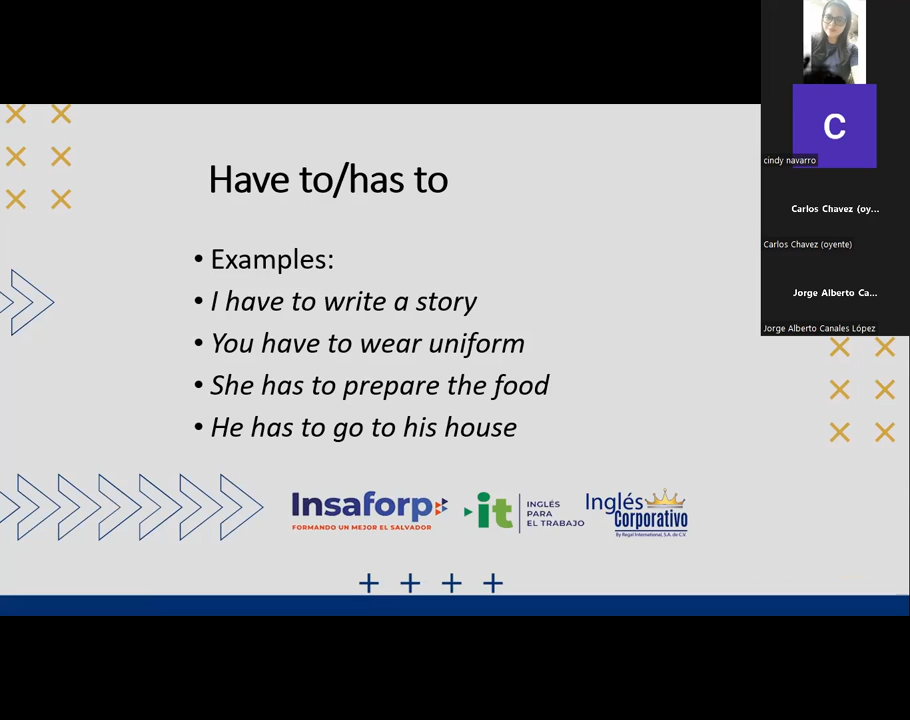 Have to/has to
• Examples:
• I have to write a story
• You have to wear uniform
• She has to prepare the food
• He has to go to his house
Insaforp
FORMANDO UN MEJOR EL SALVADOR
it
INGLÉS
PARA
EL TRABAJO
Inglés
Corporativo
By Regal International, S.A. de C.V.
C
cindy navarro
Carlos Chavez (oy...
Carlos Chavez (oyente)
Jorge Alberto Ca...
Jorge Alberto Canales López